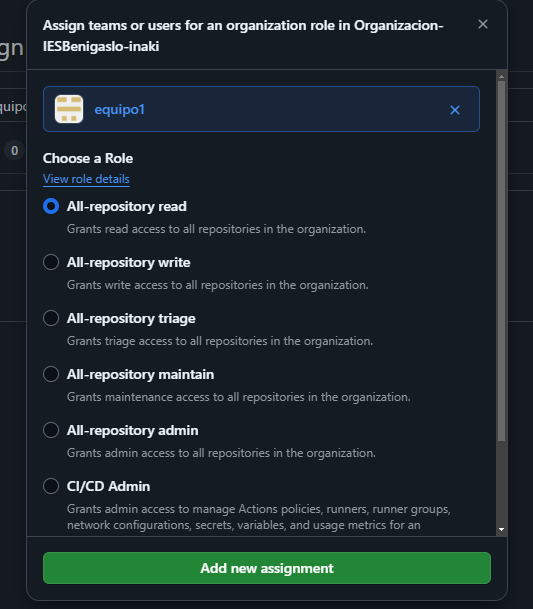 Assign teams or users for an organization role in Organizacion-
IESBenigaslo-inaki
gn
equipo1
quipo
0
Choose a Role
View role details
All-repository read
Grants read access to all repositories in the organization.
All-repository write
Grants write access to all repositories in the organization.
All-repository triage
Grants triage access to all repositories in the organization.
All-repository maintain
Grants maintenance access to all repositories in the organization.
All-repository admin
Grants admin access to all repositories in the organization.
CI/CD Admin
Grants admin access to manage Actions policies, runners, runner groups,
network configurations, secrets, variables, and usage metrics for an
Add new assignment